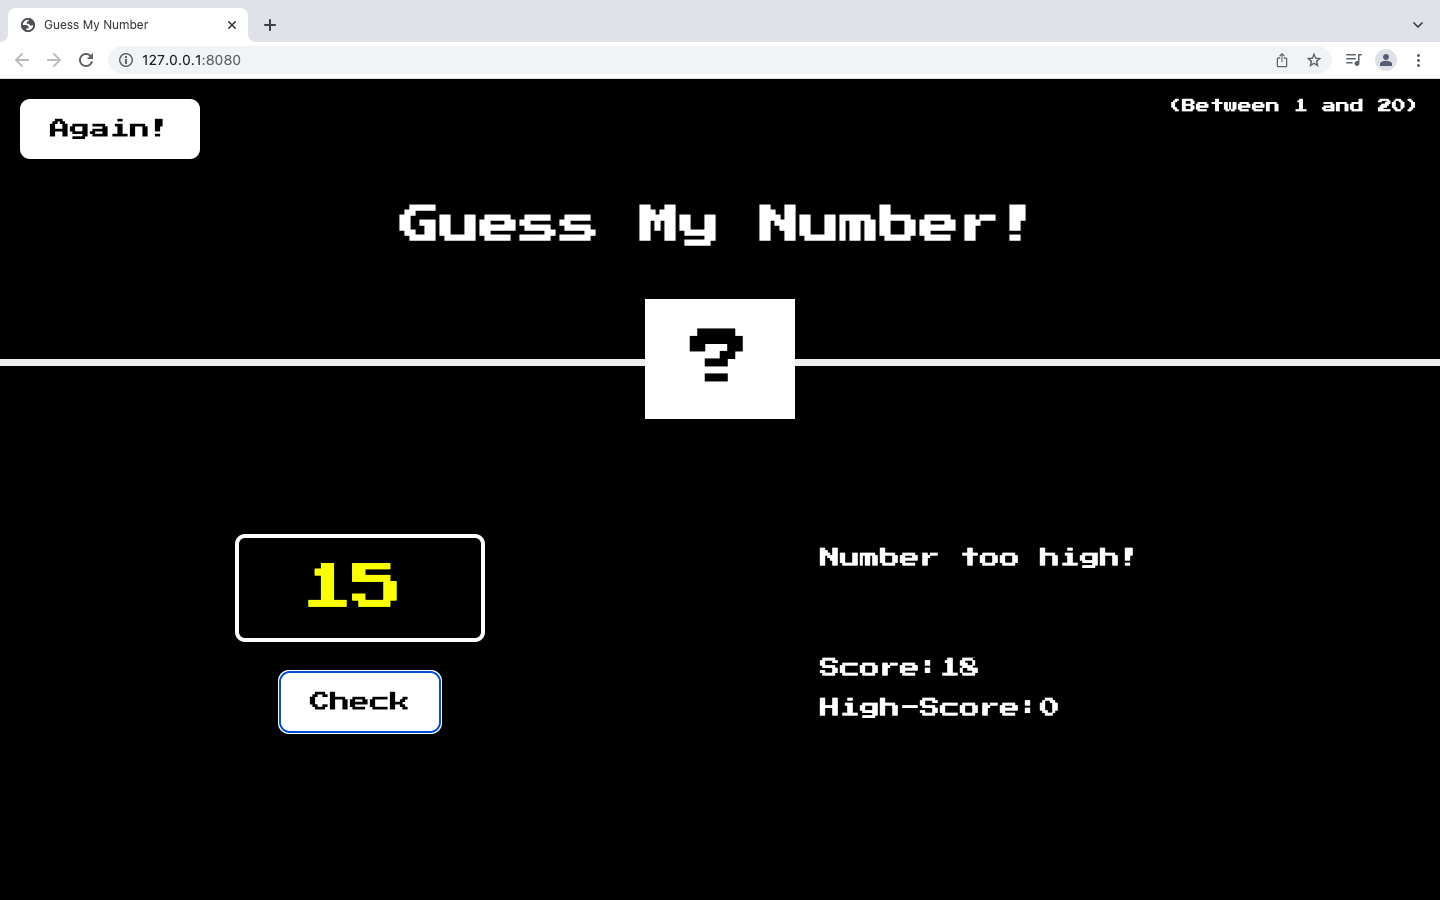 Guess My Number
127.0.0.1:8080
Again!
(Between 1 and 20)
Guess My Number!
?
15
Number too high!
Check
Score:18
High-Score:0